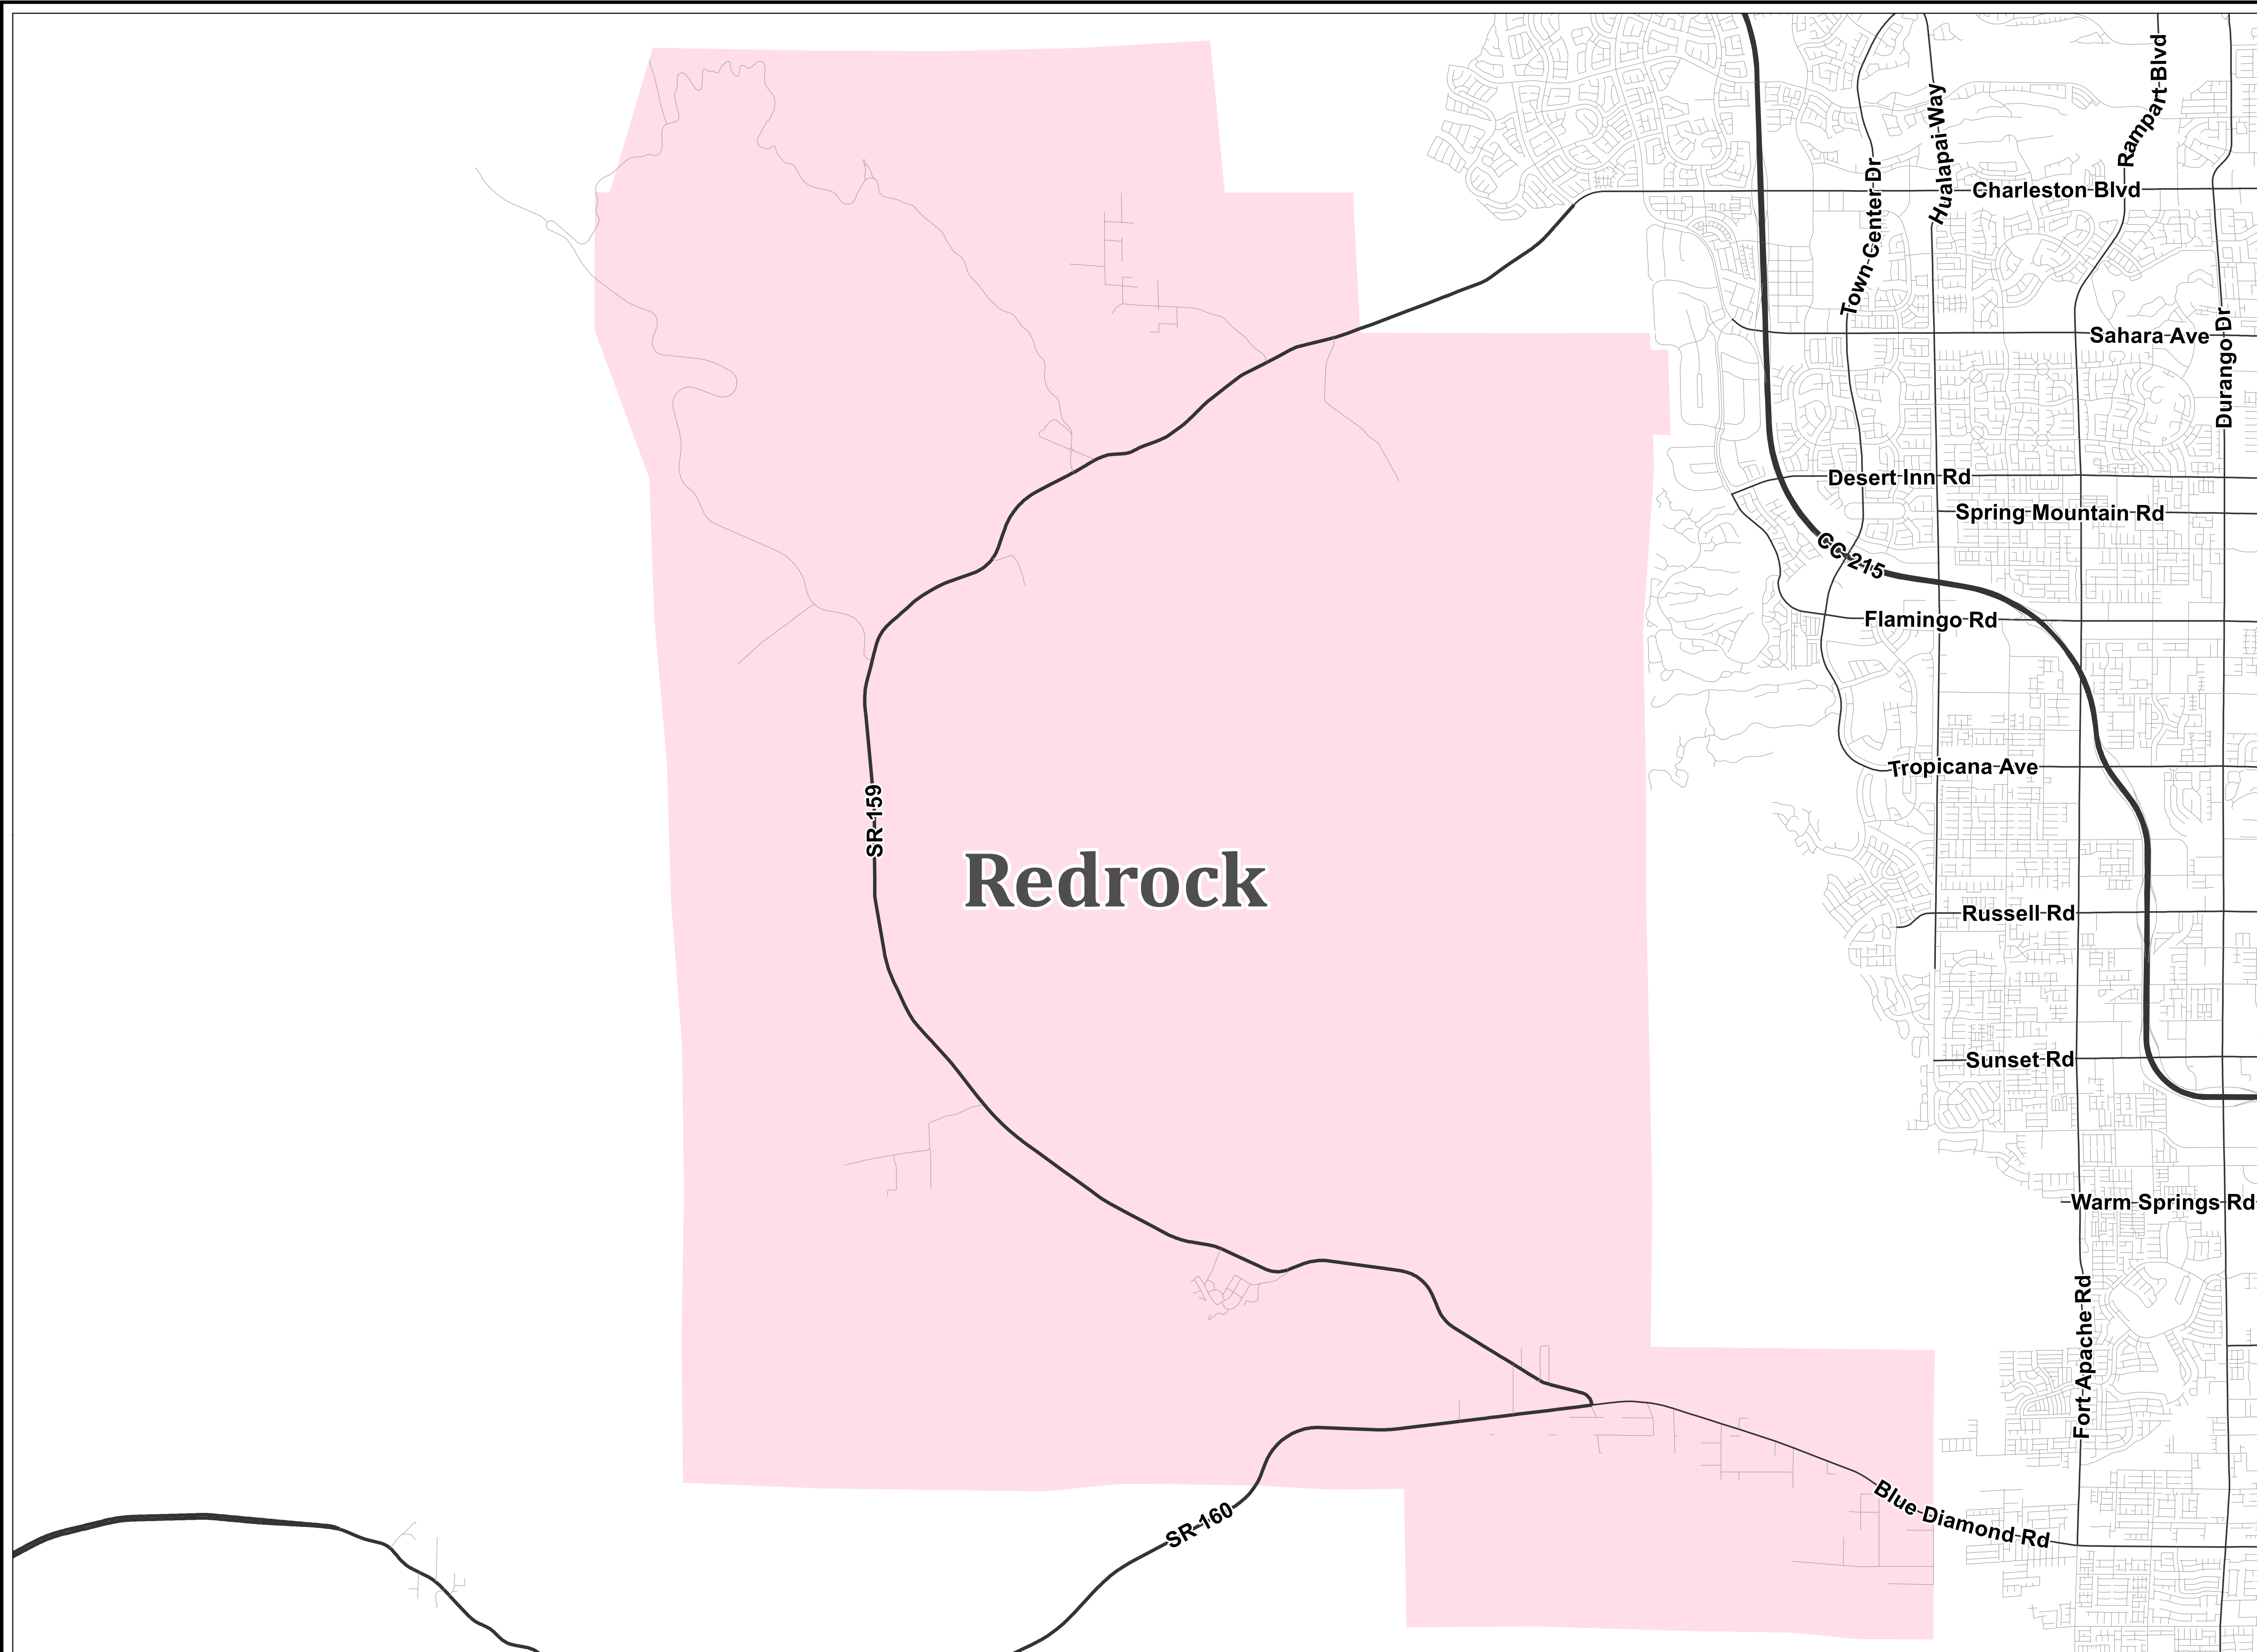 Rampart Blvd
Hualapai Way
Town Center Dr
Charleston Blvd
Sahara Ave
Durango Dr
Desert Inn Rd
Spring Mountain Rd
CC 215
Flamingo Rd
Tropicana Ave
SR 159
Redrock
Russell Rd
Sunset Rd
Warm Springs Rd
Fort Apache Rd
Blue Diamond Rd
SR 160